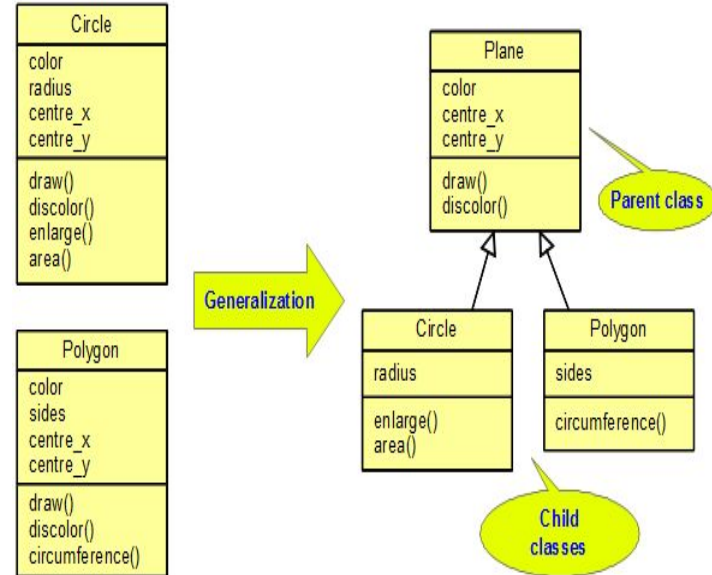 Circle
color
radius
centre_x
centre_y
draw()
discolor()
enlarge()
area()
Polygon
color
sides
centre_x
centre_y
draw()
discolor()
circumference()
Generalization
Plane
color
centre_x
centre_y
draw()
discolor()
Parent class
Circle
radius
enlarge()
area()
Polygon
sides
circumference()
Child
classes